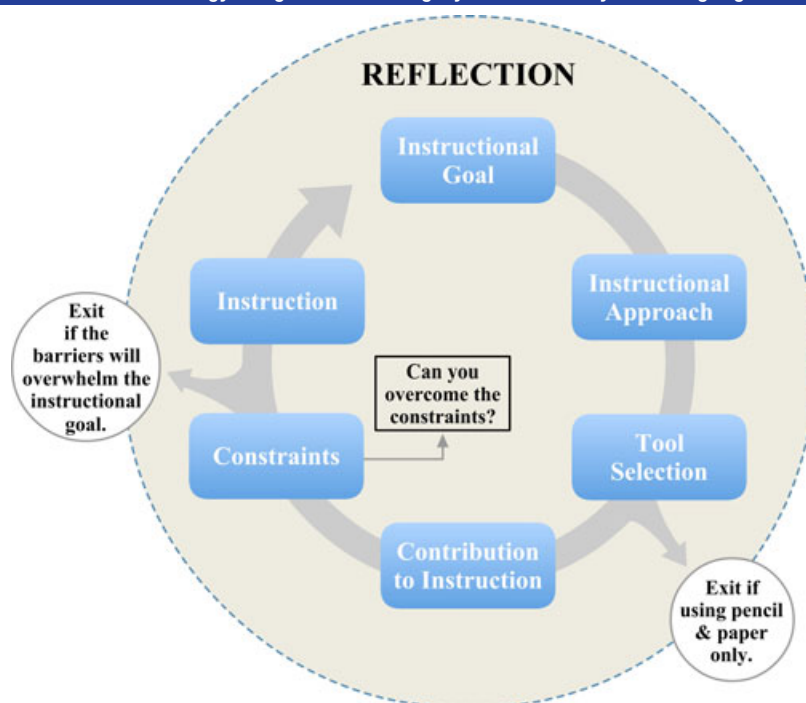 REFLECTION
Instructional
Goal
Instructional
Approach
Tool
Selection
Exit if
using pencil
& paper
only.
Contribution
to Instruction
Constraints
Can you
overcome the
constraints?
Exit
if the
barriers will
overwhelm the
instructional
goal.
Instruction